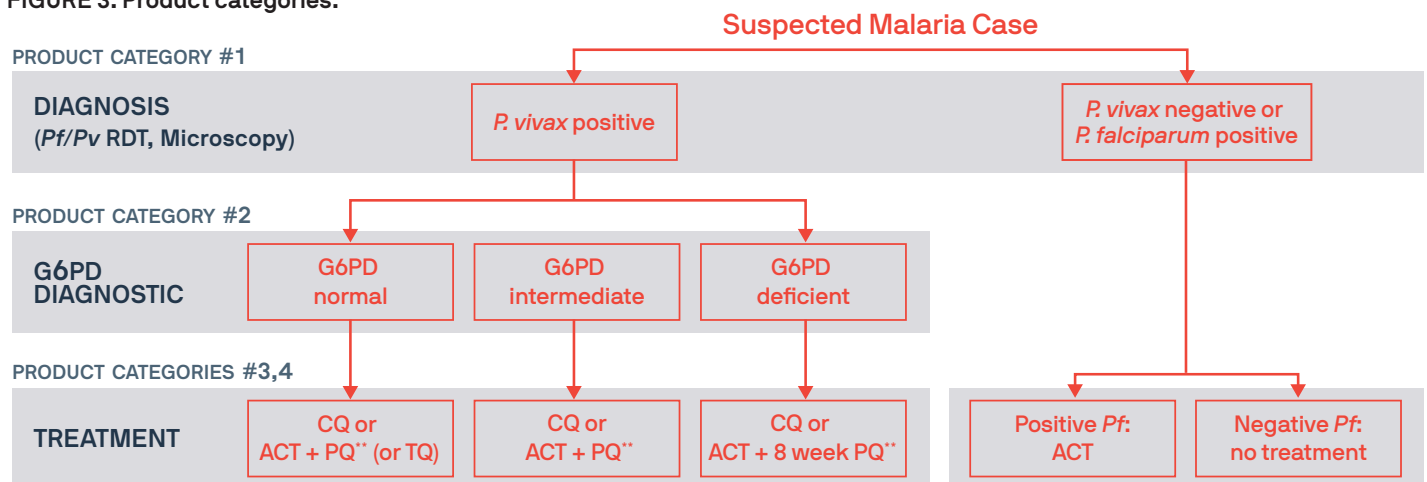 FIGURE 3. Product categories.
Suspected Malaria Case
PRODUCT CATEGORY #1
DIAGNOSIS
(Pf/Pv RDT, Microscopy)
P. vivax positive
P. vivax negative or
P. falciparum positive
PRODUCT CATEGORY #2
G6PD
DIAGNOSTIC
G6PD
normal
G6PD
intermediate
G6PD
deficient
PRODUCT CATEGORIES #3,4
TREATMENT
CQ or
ACT + PQ** (or TQ)
CQ or
ACT + PQ**
CQ or
ACT + 8 week PQ**
Positive Pf:
ACT
Negative Pf:
no treatment